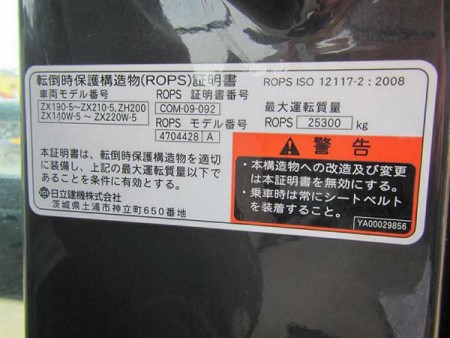 転倒時保護構造物(ROPS)証明書
ROPS ISO 12117-2 : 2008
車両モデル番号
ROPS 証明書番号
ZX190-5～ZX210-5,ZH200
ZX140W-5 ～ ZX220W-5
COM-09-092
ROPS モデル番号
4704428 A
最大運転質量
ROPS 25300 kg
本証明書は、転倒時保護構造物を適切
に装備し、上記の最大運転質量以下で
あることを条件に有効とする。
日立建機株式会社
茨城県土浦市神立町650番地
警告
・本構造物への改造及び変更
は本証明書を無効にする。
・乗車時は常にシートベルト
を装着すること。
YA00029856